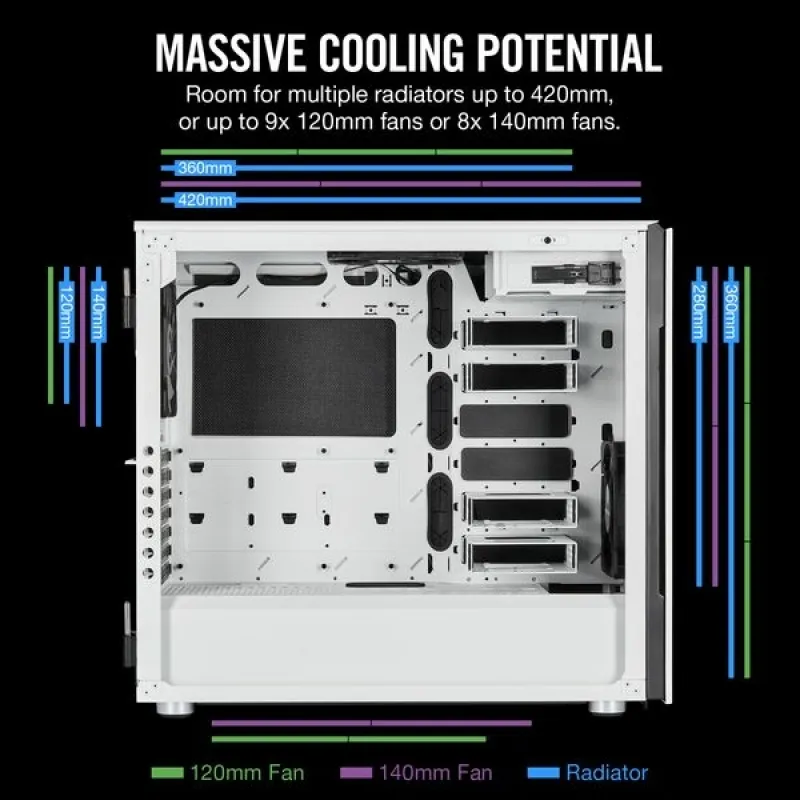 MASSIVE COOLING POTENTIAL
Room for multiple radiators up to 420mm,
or up to 9x 120mm fans or 8x 140mm fans.
360mm
420mm
120mm
140mm
280mm
360mm
120mm Fan
140mm Fan
Radiator